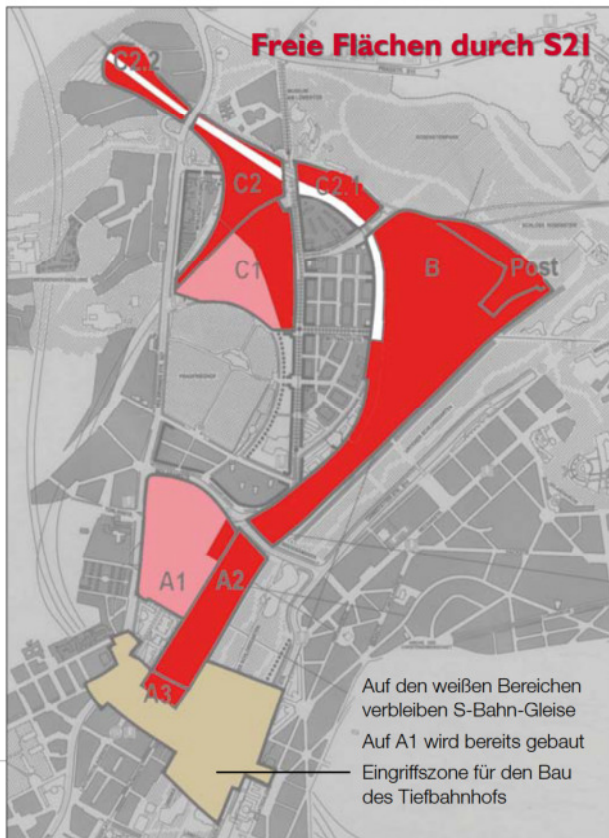 Freie Flächen durch S21
C2.2
C2
C2.1
C1
B
Post
A1
A2
A3
Auf den weißen Bereichen
verbleiben S-Bahn-Gleise
Auf A1 wird bereits gebaut
Eingriffszone für den Bau
des Tiefbahnhofs